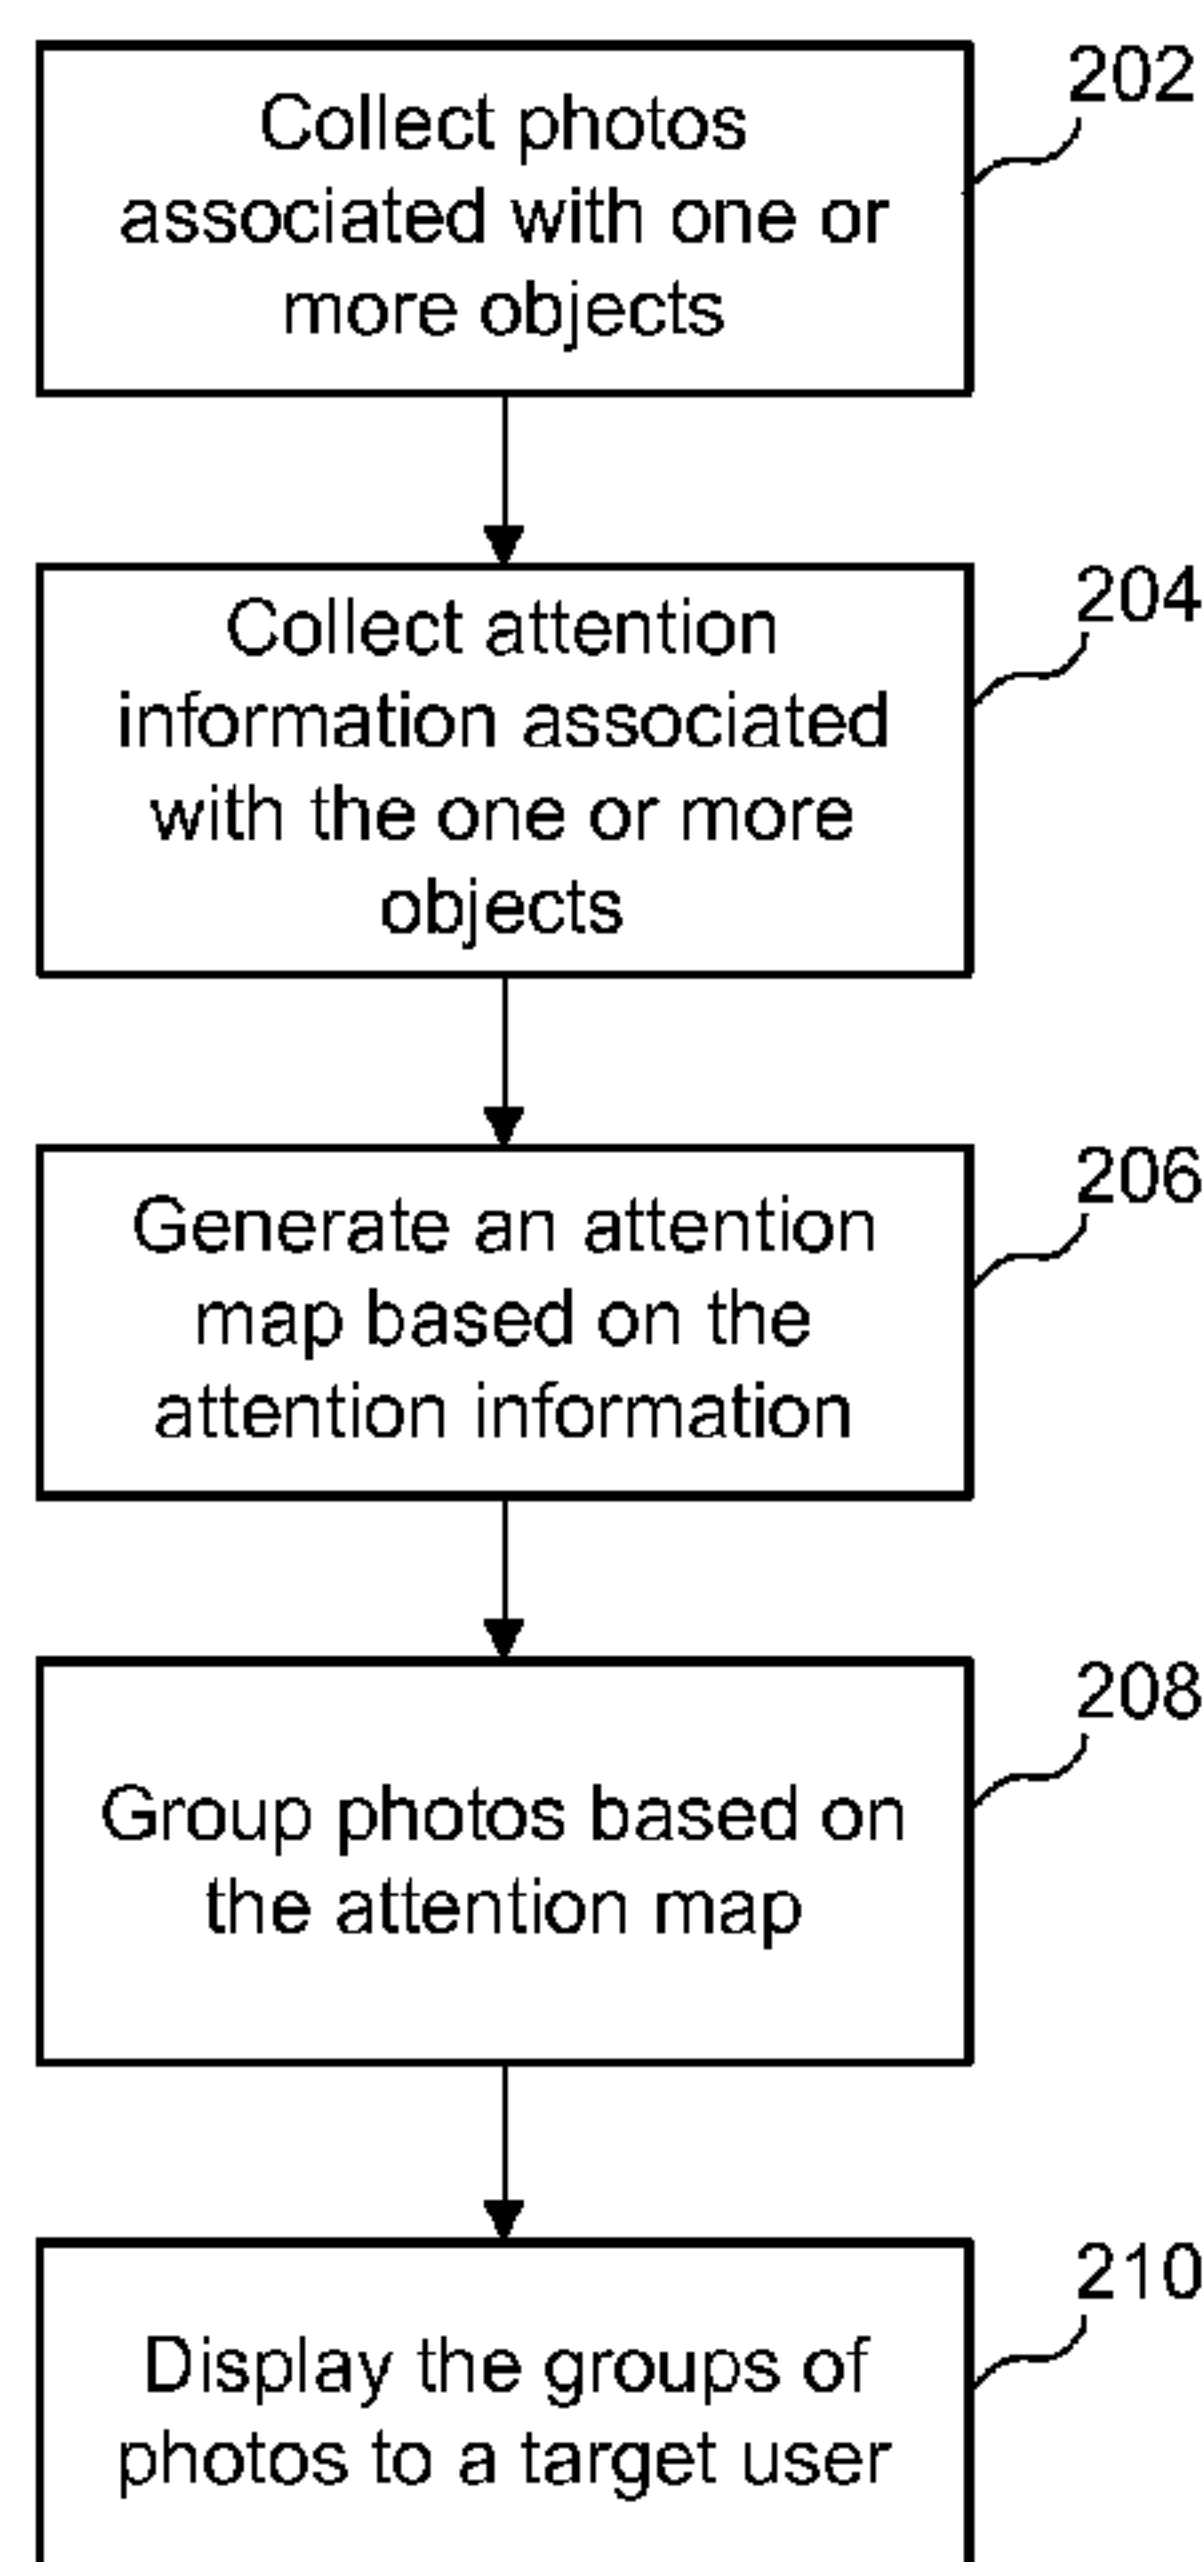 202
Collect photos
associated with one or
more objects
204
Collect attention
information associated
with the one or more
objects
206
Generate an attention
map based on the
attention information
208
Group photos based on
the attention map
210
Display the groups of
photos to a target user